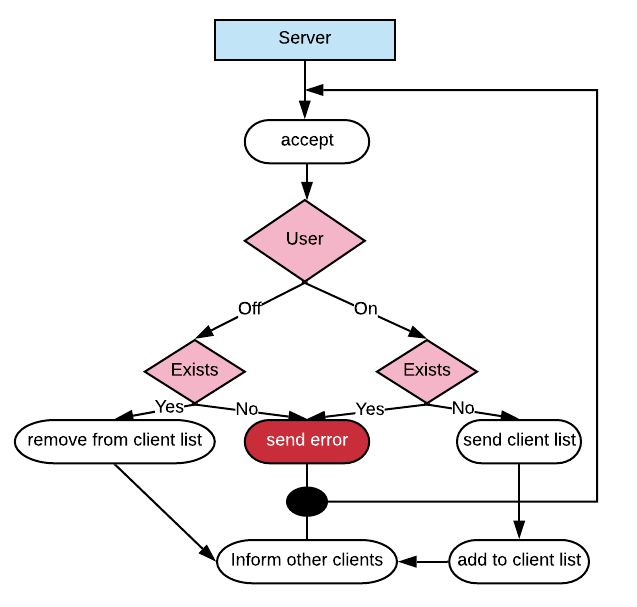 Server
accept
User
Off
On
Exists
Exists
Yes
No
Yes
No
remove from client list
send error
send client list
Inform other clients
add to client list